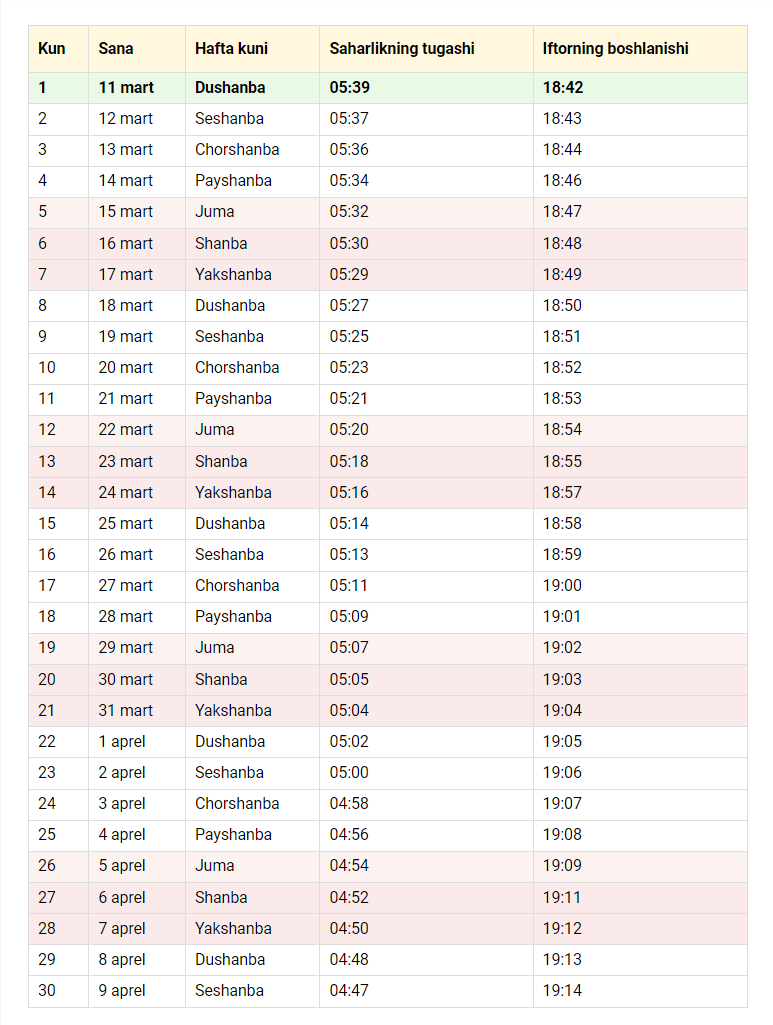 Kun Sana Hafta kuni Saharlikning tugashi Iftorning boshlanishi
1 11 mart Dushanba 05:39 18:42
2 12 mart Seshanba 05:37 18:43
3 13 mart Chorshanba 05:36 18:44
4 14 mart Payshanba 05:34 18:46
5 15 mart Juma 05:32 18:47
6 16 mart Shanba 05:30 18:48
7 17 mart Yakshanba 05:29 18:49
8 18 mart Dushanba 05:27 18:50
9 19 mart Seshanba 05:25 18:51
10 20 mart Chorshanba 05:23 18:52
11 21 mart Payshanba 05:21 18:53
12 22 mart Juma 05:20 18:54
13 23 mart Shanba 05:18 18:55
14 24 mart Yakshanba 05:16 18:57
15 25 mart Dushanba 05:14 18:58
16 26 mart Seshanba 05:13 18:59
17 27 mart Chorshanba 05:11 19:00
18 28 mart Payshanba 05:09 19:01
19 29 mart Juma 05:07 19:02
20 30 mart Shanba 05:05 19:03
21 31 mart Yakshanba 05:04 19:04
22 1 aprel Dushanba 05:02 19:05
23 2 aprel Seshanba 05:00 19:06
24 3 aprel Chorshanba 04:58 19:07
25 4 aprel Payshanba 04:56 19:08
26 5 aprel Juma 04:54 19:09
27 6 aprel Shanba 04:52 19:11
28 7 aprel Yakshanba 04:50 19:12
29 8 aprel Dushanba 04:48 19:13
30 9 aprel Seshanba 04:47 19:14